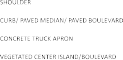 SHOULDER
CURB/ PAVED MEDIAN/ PAVED BOULEVARD
CONCRETE TRUCK APRON
VEGETATED CENTER ISLAND/BOULEVARD